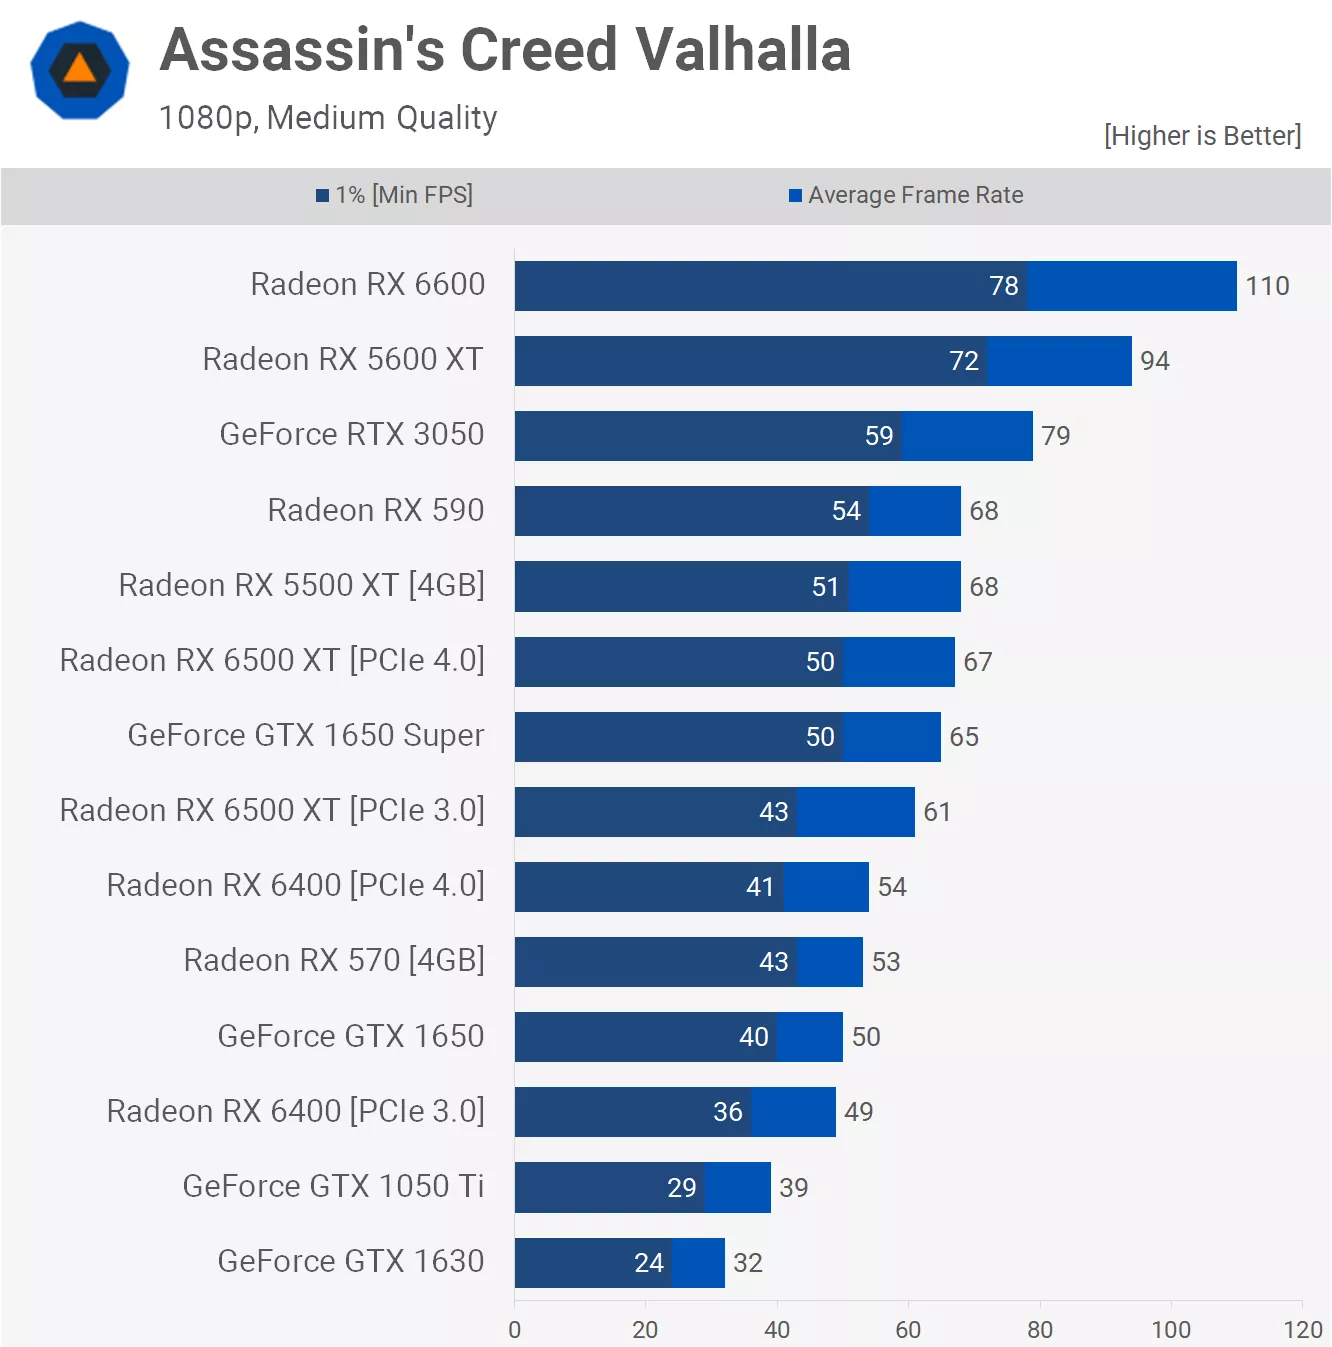 Assassin's Creed Valhalla
1080p, Medium Quality
[Higher is Better]
1% [Min FPS] Average Frame Rate
Radeon RX 6600 78 110
Radeon RX 5600 XT 72 94
GeForce RTX 3050 59 79
Radeon RX 590 54 68
Radeon RX 5500 XT [4GB] 51 68
Radeon RX 6500 XT [PCIe 4.0] 50 67
GeForce GTX 1650 Super 50 65
Radeon RX 6500 XT [PCIe 3.0] 43 61
Radeon RX 6400 [PCIe 4.0] 41 54
Radeon RX 570 [4GB] 43 53
GeForce GTX 1650 40 50
Radeon RX 6400 [PCIe 3.0] 36 49
GeForce GTX 1050 Ti 29 39
GeForce GTX 1630 24 32
0 20 40 60 80 100 120